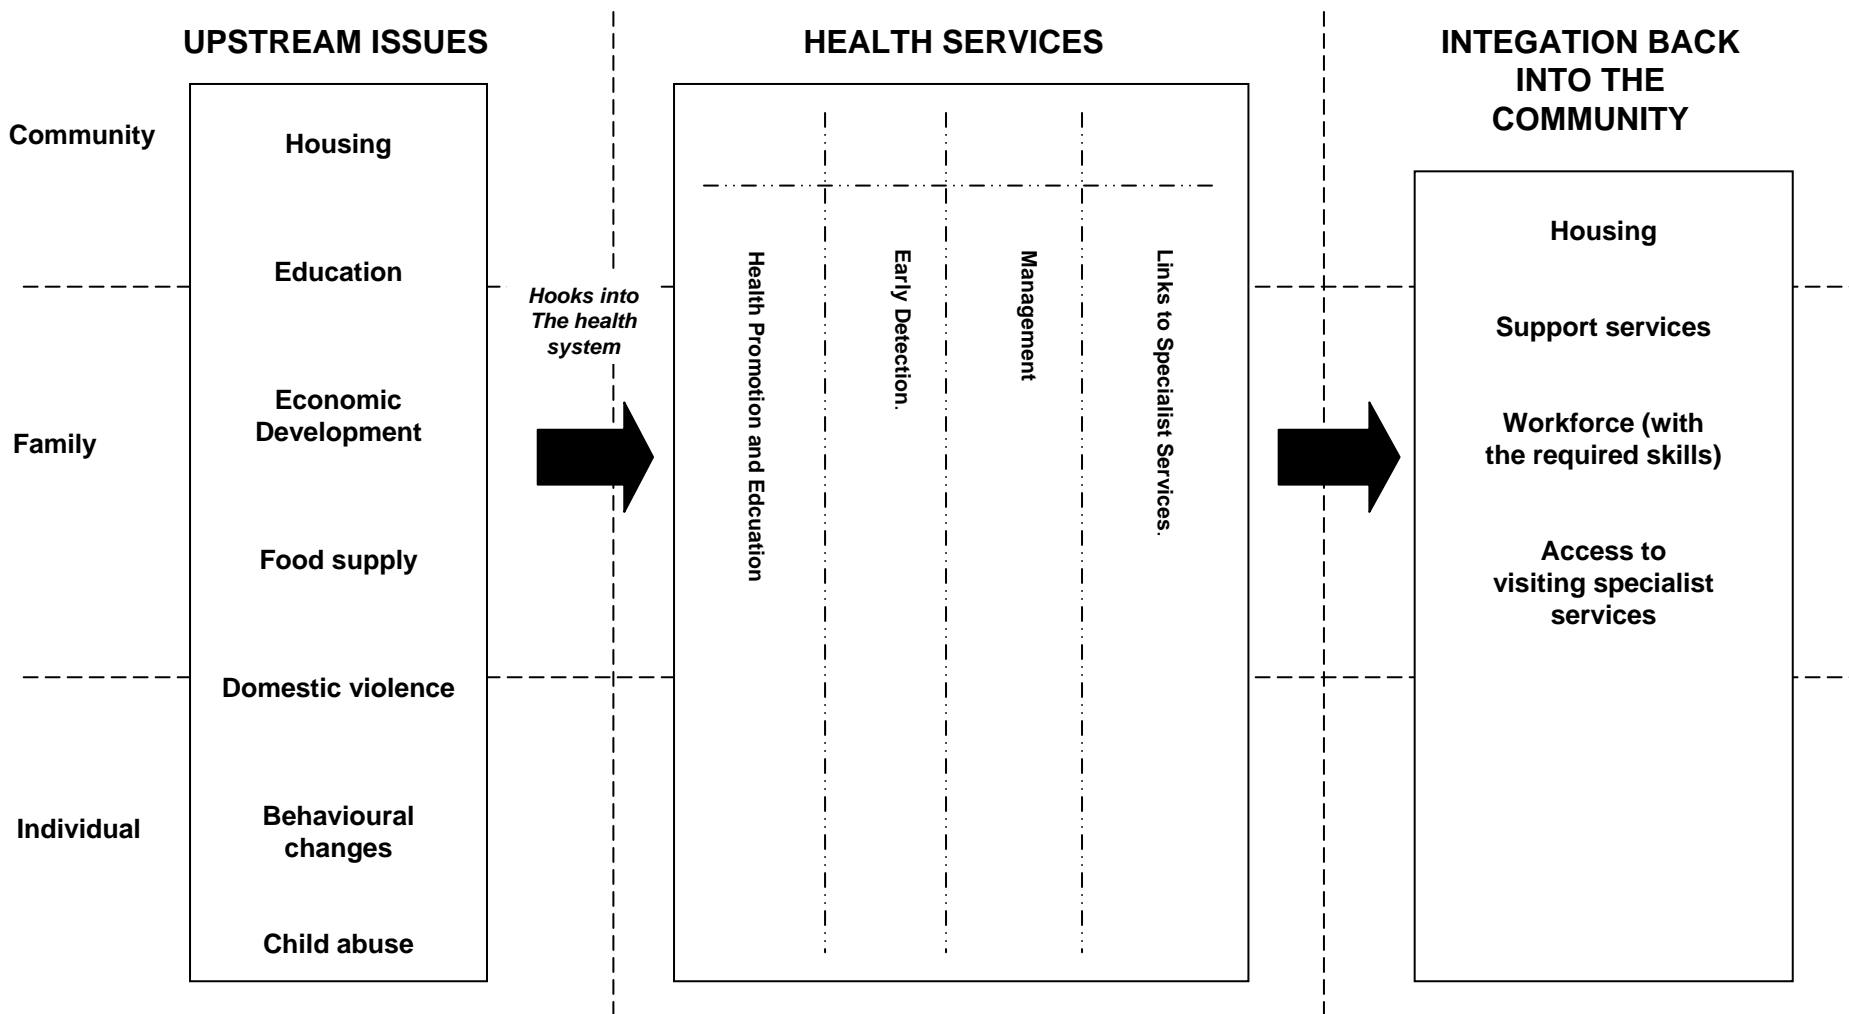 UPSTREAM ISSUES
HEALTH SERVICES
INTEGATION BACK
INTO THE
COMMUNITY
Community
Family
Individual
Housing
Education
Economic
Development
Food supply
Domestic violence
Behavioural
changes
Child abuse
Hooks into
The health
system
Health Promotion and Edcuation
Early Detection.
Management
Links to Specialist Services.
Housing
Support services
Workforce (with
the required skills)
Access to
visiting specialist
services